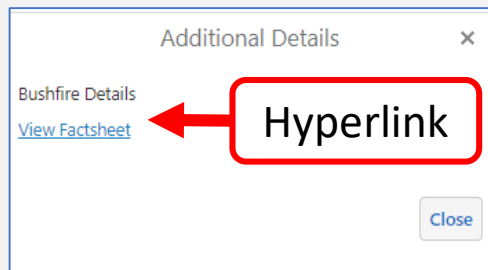 Additional Details ×
Bushfire Details
View Factsheet
Hyperlink
Close